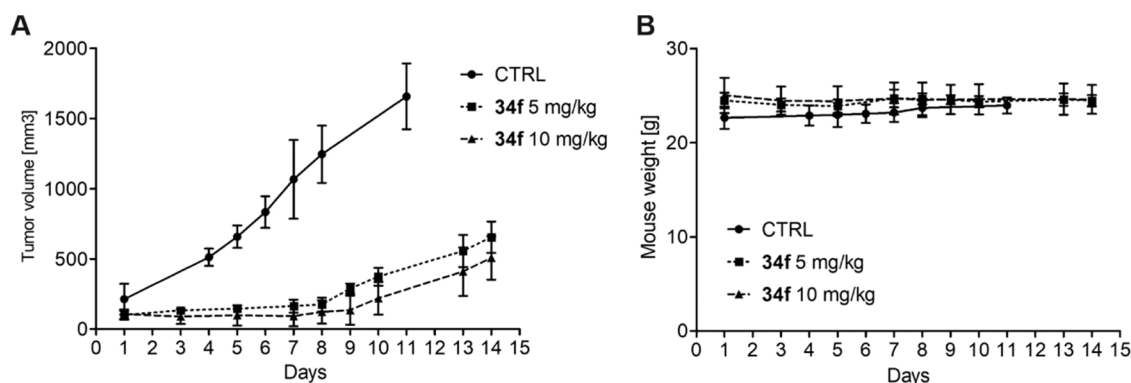 A
Tumor volume [mm3]
2000
1500
1000
500
0
0 1 2 3 4 5 6 7 8 9 10 11 12 13 14 15
Days
CTRL
34f 5 mg/kg
34f 10 mg/kg
B
Mouse weight [g]
30
20
10
0
0 1 2 3 4 5 6 7 8 9 10 11 12 13 14 15
Days
CTRL
34f 5 mg/kg
34f 10 mg/kg